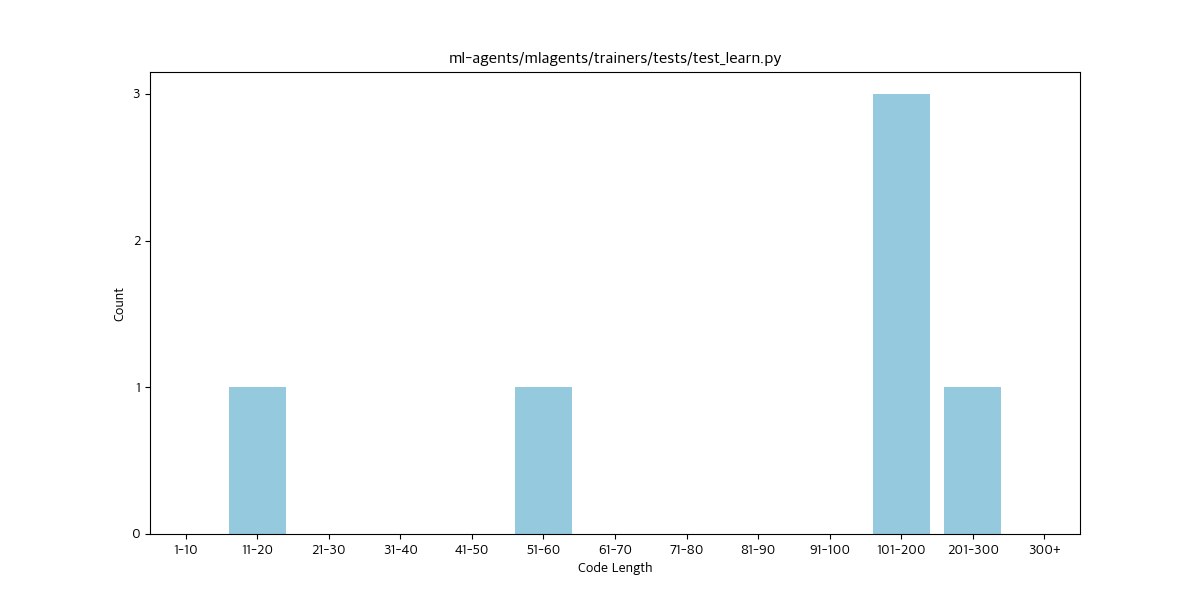 ml-agents/mlagents/trainers/tests/test_learn.py
3
2
1
0
Count
1-10 11-20 21-30 31-40 41-50 51-60 61-70 71-80 81-90 91-100 101-200 201-300 300+
Code Length